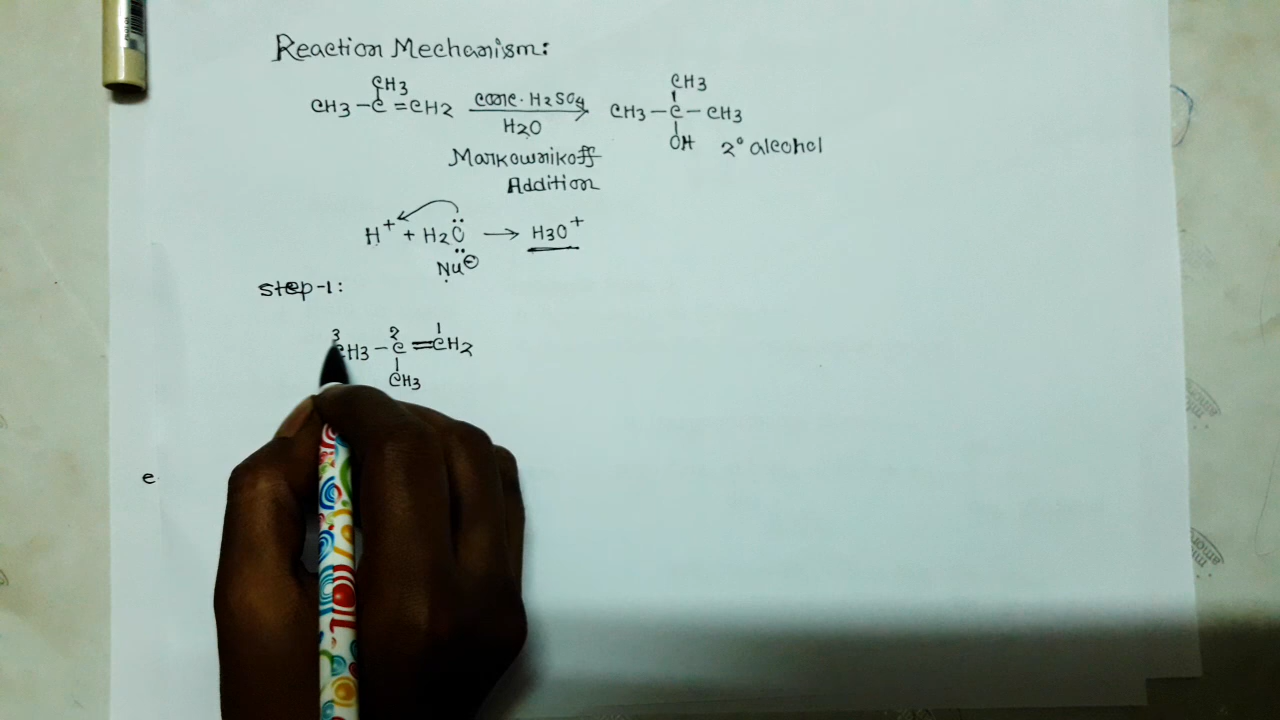 Reaction Mechanism:
CH3
CH3-C=CH2 conc. H2SO4 CH3-C-CH3
H2O
CH3
OH 2° alcohol
Markownikoff
Addition
H+ + H2O → H3O+
Nu⊖
step-1:
3 2 1
CH3-C=CH2
CH3
e